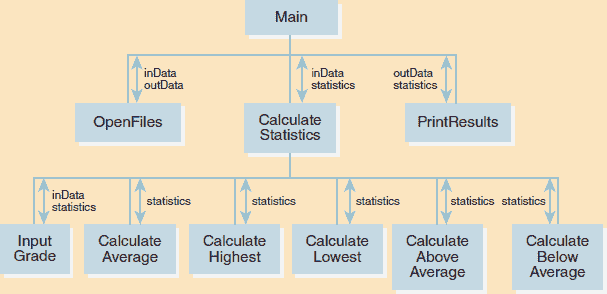 Main
inData
outData
inData
statistics
outData
statistics
OpenFiles
Calculate
Statistics
PrintResults
inData
statistics
statistics
statistics
statistics
statistics
statistics
Input
Grade
Calculate
Average
Calculate
Highest
Calculate
Lowest
Calculate
Above
Average
Calculate
Below
Average